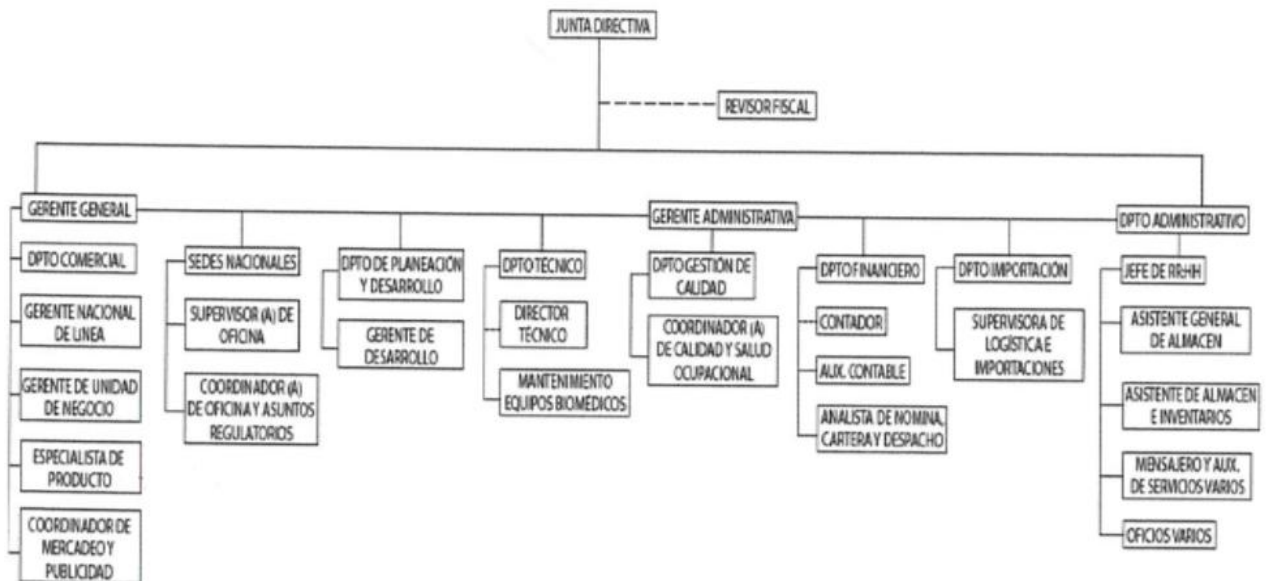 JUNTA DIRECTIVA
REVISOR FISCAL
GERENTE GENERAL
GERENTE ADMINISTRATIVA
DPTO ADMINISTRATIVO
DPTO COMERCIAL
GERENTE NACIONAL
DE LINEA
GERENTE DE UNIDAD
DE NEGOCIO
ESPECIALISTA DE
PRODUCTO
COORDINADOR DE
MERCADEO Y
PUBLICIDAD
SEDES NACIONALES
SUPERVISOR (A) DE
OFICINA
COORDINADOR (A)
DE OFICINA Y ASUNTOS
REGULATORIOS
DPTO DE PLANEACIÓN
Y DESARROLLO
GERENTE DE
DESARROLLO
DPTO TÉCNICO
DIRECTOR
TÉCNICO
MANTENIMIENTO
EQUIPOS BIOMÉDICOS
DPTO GESTIÓN DE
CALIDAD
COORDINADOR (A)
DE CALIDAD Y SALUD
OCUPACIONAL
DPTO FINANCIERO
CONTADOR
AUX. CONTABLE
ANALISTA DE NOMINA,
CARTERA Y DESPACHO
DPTO IMPORTACIÓN
SUPERVISORA DE
LOGÍSTICA E
IMPORTACIONES
JEFE DE RR.HH
ASISTENTE GENERAL
DE ALMACEN
ASISTENTE DE ALMACEN
E INVENTARIOS
MENSAJERO Y AUX.
DE SERVICIOS VARIOS
OFICIOS VARIOS